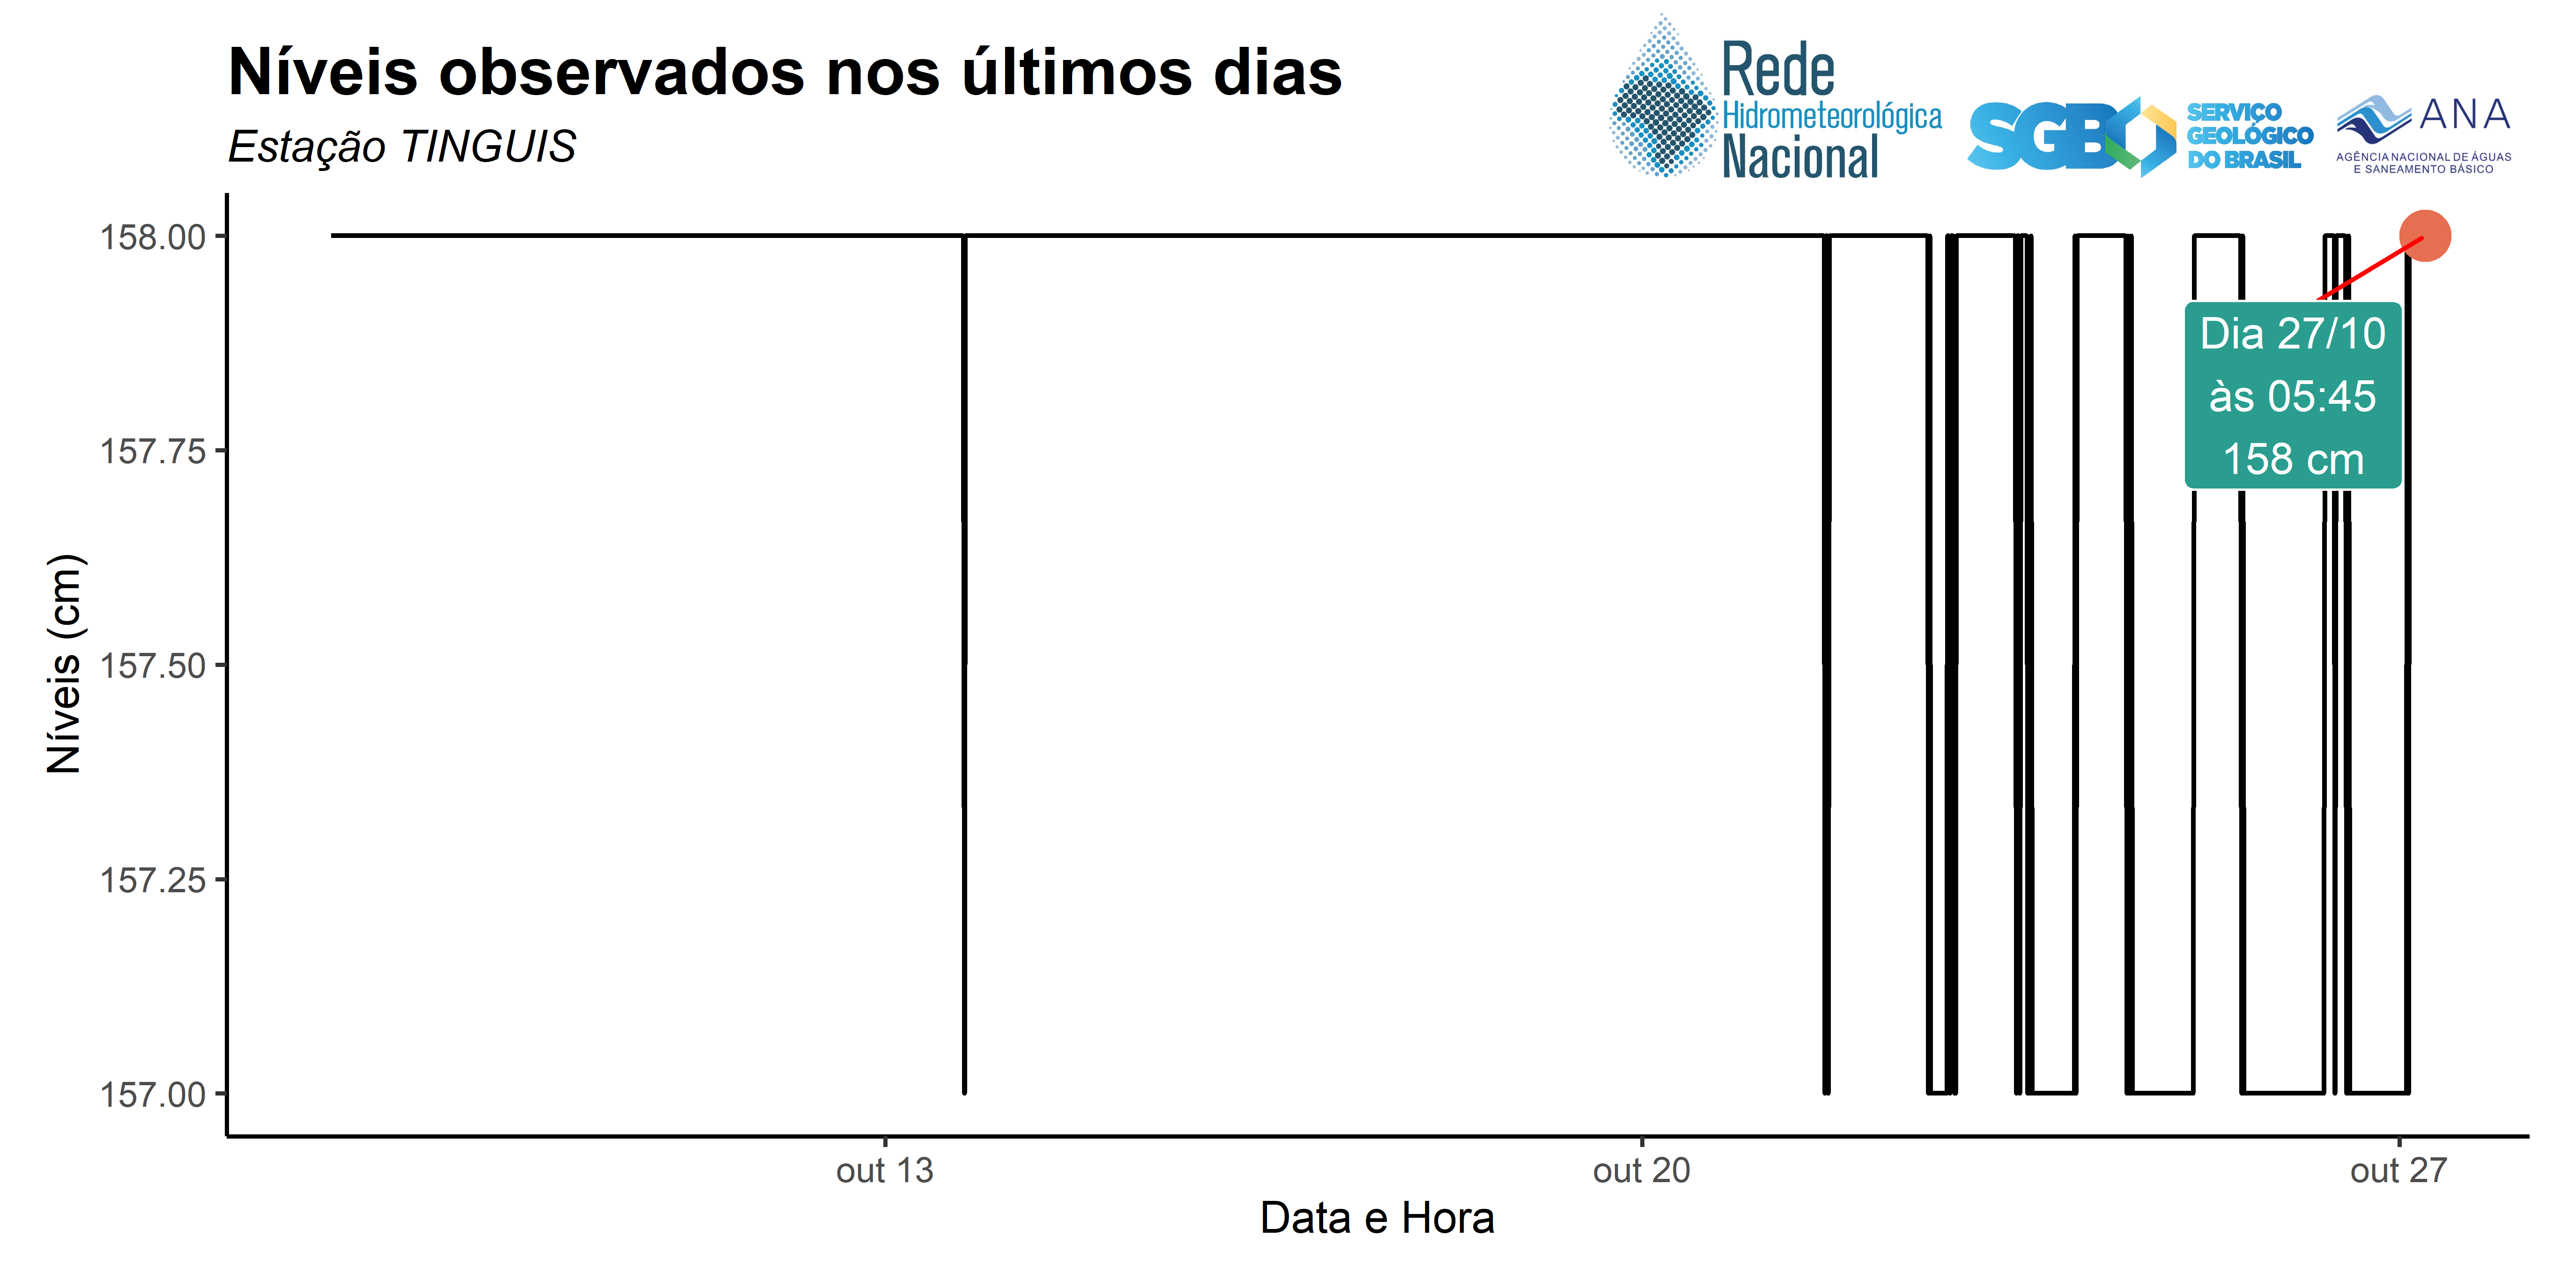 Níveis observados nos últimos dias
Estação TINGUIS
Rede
Hidrometeorológica
Nacional
SGB
SERVIÇO
GEOLÓGICO
DO BRASIL
ANA
AGÊNCIA NACIONAL DE ÁGUAS
E SANEAMENTO BÁSICO
158.00
157.75
157.50
157.25
157.00
Níveis (cm)
Dia 27/10
às 05:45
158 cm
out 13
out 20
out 27
Data e Hora